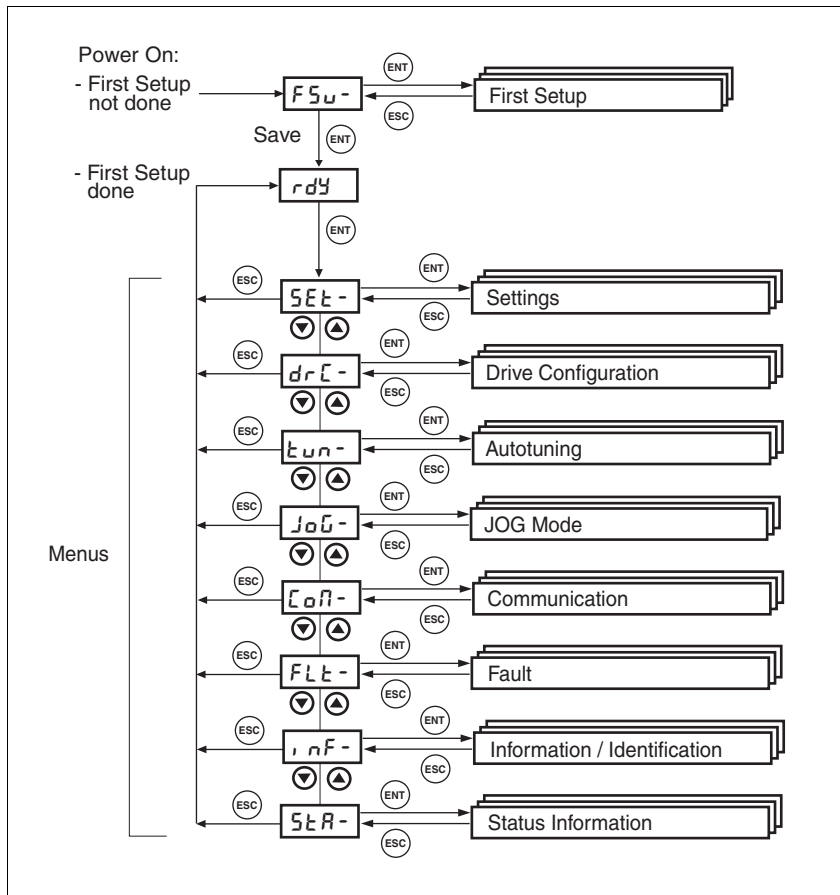 Power On:
- First Setup
not done
FSu-
ENT
ESC
First Setup
Save
ENT
- First Setup
done
rdy
ENT
Menus
ESC
SEt-
ENT
ESC
Settings
ESC
drC-
ENT
ESC
Drive Configuration
ESC
tun-
ENT
ESC
Autotuning
ESC
JoG-
ENT
ESC
JOG Mode
ESC
CoM-
ENT
ESC
Communication
ESC
FLt-
ENT
ESC
Fault
ESC
inF-
ENT
ESC
Information / Identification
ESC
StA-
ENT
ESC
Status Information